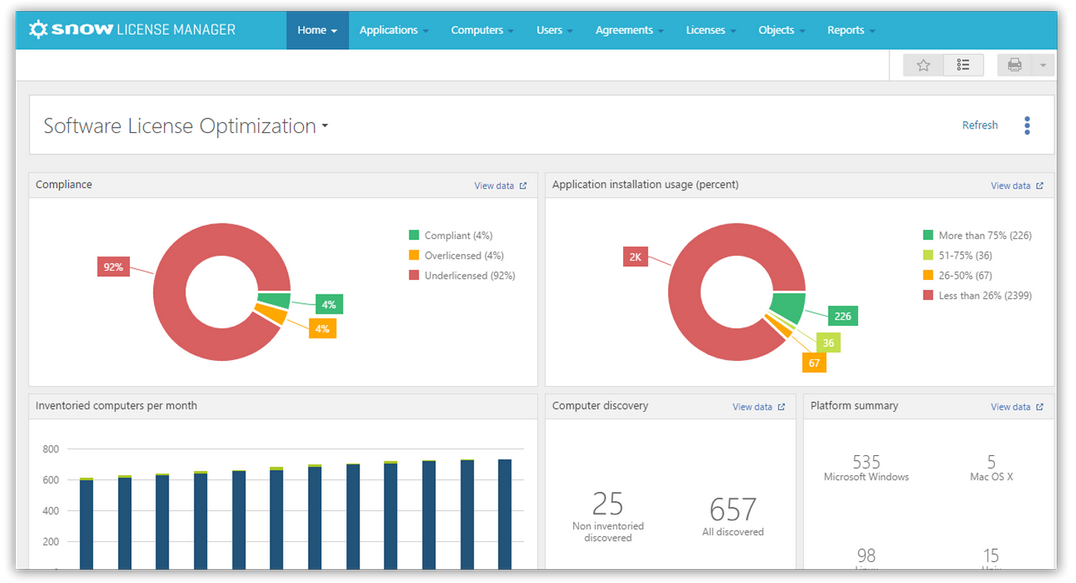 snow LICENSE MANAGER
Home
Applications
Computers
Users
Agreements
Licenses
Objects
Reports
Software License Optimization
Refresh
Compliance
View data
92%
4%
4%
Compliant (4%)
Overlicensed (4%)
Underlicensed (92%)
Application installation usage (percent)
View data
2K
226
36
67
More than 75% (226)
51-75% (36)
26-50% (67)
Less than 26% (2399)
Inventoried computers per month
800
600
400
200
Computer discovery
View data
25
Non inventoried
discovered
657
All discovered
Platform summary
View data
535
Microsoft Windows
5
Mac OS X
98
15